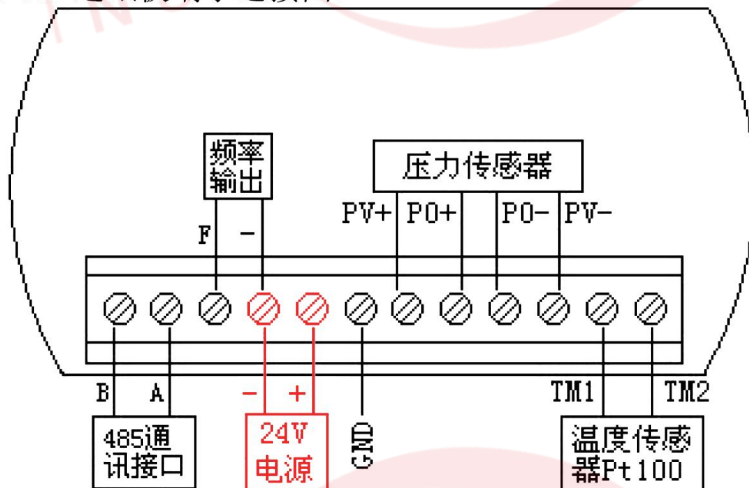 频率
输出
压力传感器
PV+ PO+ PO- PV-
F -
B A - + GND TM1 TM2
485通
讯接口
24V
电源
温度传感
器Pt100